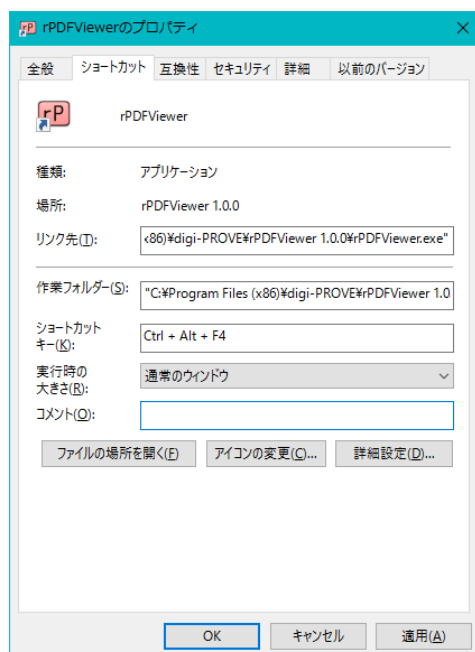 rP rPDFViewerのプロパティ
全般 ショートカット 互換性 セキュリティ 詳細 以前のバージョン
rP rPDFViewer
種類: アプリケーション
場所: rPDFViewer 1.0.0
リンク先(T): x86)¥digi-PROVE¥rPDFViewer 1.0.0¥rPDFViewer.exe"
作業フォルダー(S): "C:¥Program Files (x86)¥digi-PROVE¥rPDFViewer 1.0
ショートカット
キー(K): Ctrl + Alt + F4
実行時の
大きさ(R): 通常のウィンドウ
コメント(O):
ファイルの場所を開く(F) アイコンの変更(C)... 詳細設定(D)...
OK キャンセル 適用(A)